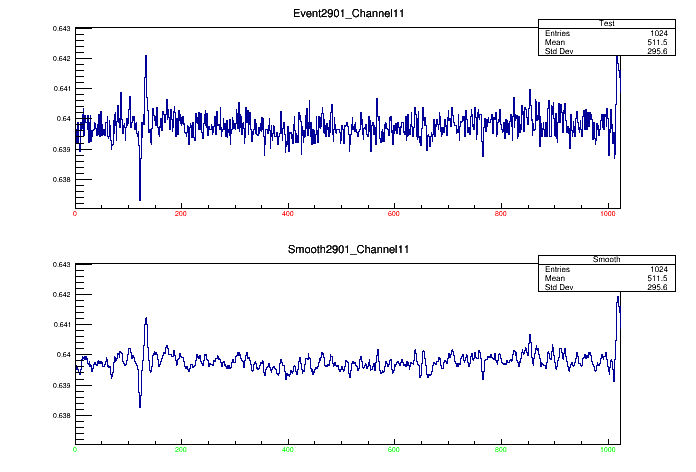 Event2901_Channel11
Test
Entries 1024
Mean 511.5
Std Dev 295.6
0.643
0.642
0.641
0.64
0.639
0.638
0 200 400 600 800 1000
Smooth2901_Channel11
Smooth
Entries 1024
Mean 511.5
Std Dev 295.6
0.643
0.642
0.641
0.64
0.639
0.638
0 200 400 600 800 1000